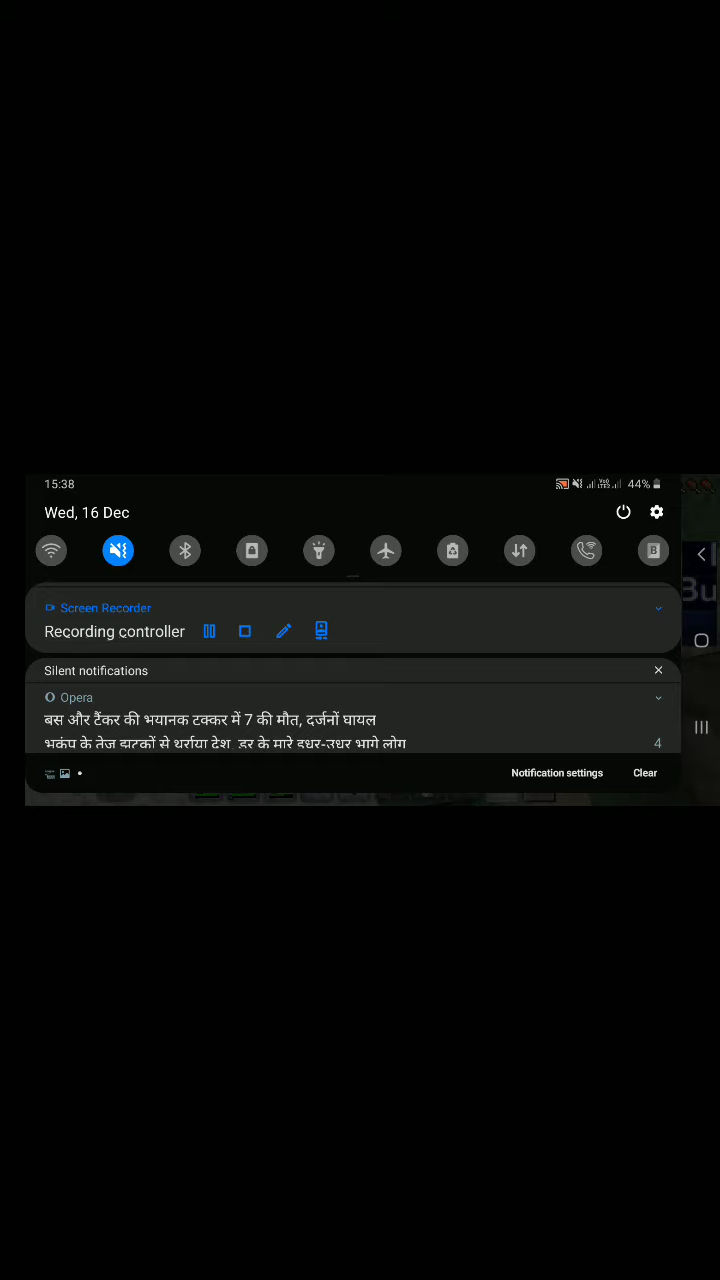 15:38
44%
Wed, 16 Dec
Screen Recorder
Recording controller
Silent notifications
Opera
बस और टैंकर की भयानक टक्कर में 7 की मौत, दर्जनों घायल
भूकंप के तेज झटकों से थर्राया देश, डर के मारे इधर-उधर भागे लोग
4
Notification settings
Clear
Bu